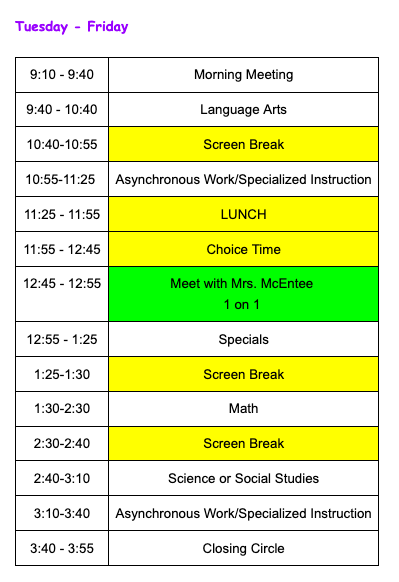 Tuesday - Friday
9:10 - 9:40 Morning Meeting
9:40 - 10:40 Language Arts
10:40-10:55 Screen Break
10:55-11:25 Asynchronous Work/Specialized Instruction
11:25 - 11:55 LUNCH
11:55 - 12:45 Choice Time
12:45 - 12:55 Meet with Mrs. McEntee
1 on 1
12:55 - 1:25 Specials
1:25-1:30 Screen Break
1:30-2:30 Math
2:30-2:40 Screen Break
2:40-3:10 Science or Social Studies
3:10-3:40 Asynchronous Work/Specialized Instruction
3:40 - 3:55 Closing Circle